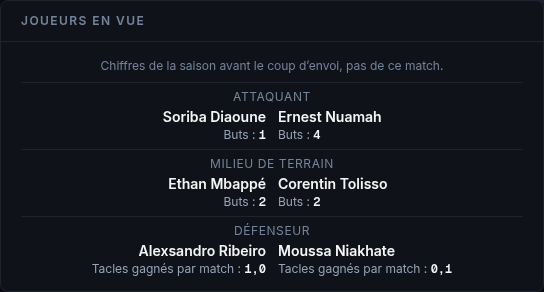 JOUEURS EN VUE
Chiffres de la saison avant le coup d’envoi, pas de ce match.
ATTAQUANT
Soriba Diaoune Ernest Nuamah
Buts : 1 Buts : 4
MILIEU DE TERRAIN
Ethan Mbappé Corentin Tolisso
Buts : 2 Buts : 2
DÉFENSEUR
Alexsandro Ribeiro Moussa Niakhate
Tacles gagnés par match : 1,0 Tacles gagnés par match : 0,1